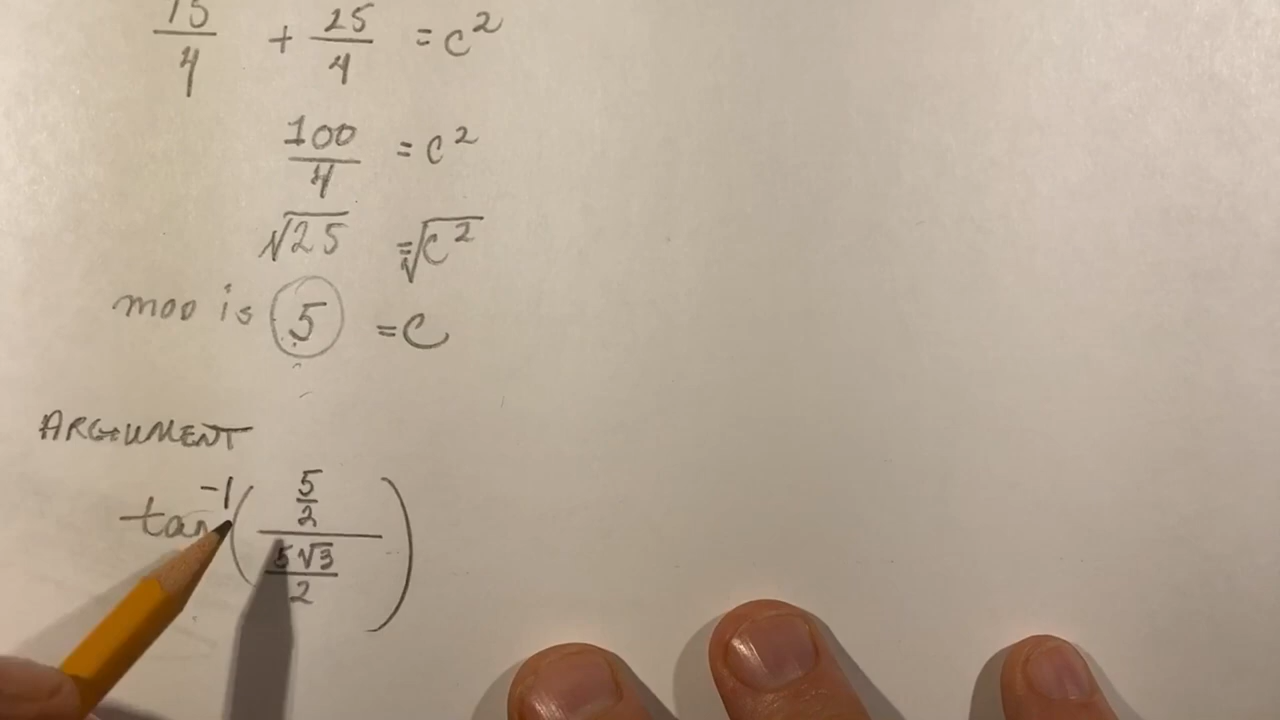 75/4 + 25/4 = c²
100/4 = c²
√25 = √c²
mod is 5 = c
ARGUMENT
tan⁻¹((5/2)/(5√3/2))